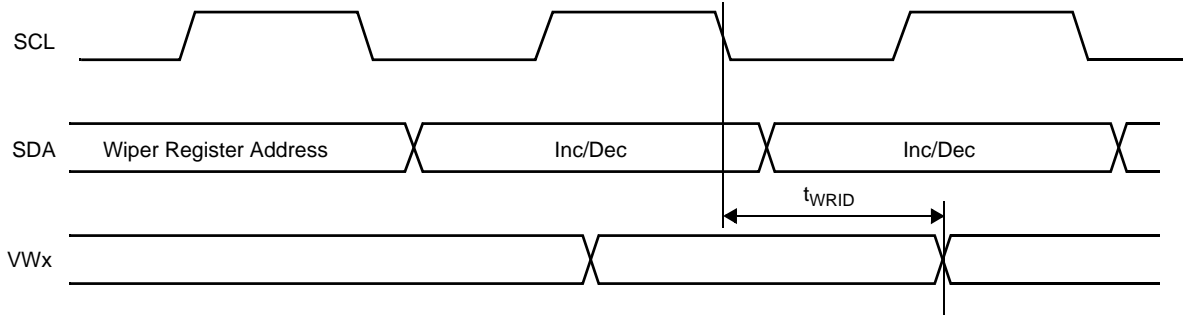 SCL
SDA Wiper Register Address Inc/Dec Inc/Dec
tWRID
VWx